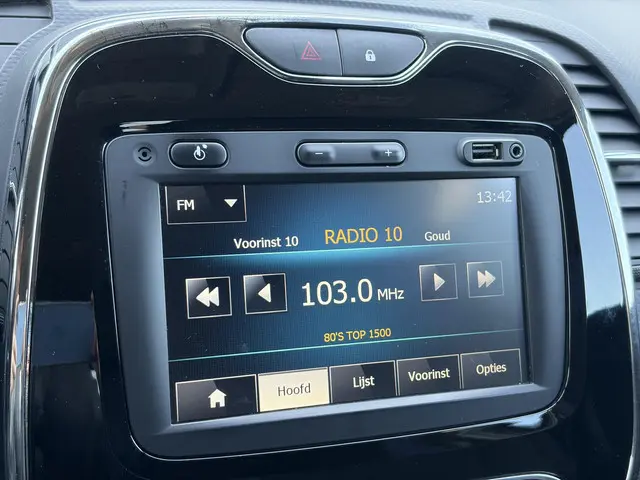 FM
13:42
Voorinst 10 RADIO 10 Goud
103.0 MHz
80'S TOP 1500
Hoofd Lijst Voorinst Opties